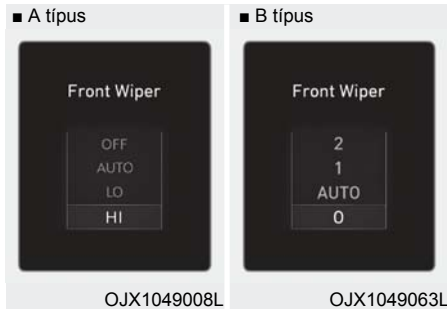 ■ A típus
Front Wiper
OFF
AUTO
LO
HI
OJX1049008L
■ B típus
Front Wiper
2
1
AUTO
0
OJX1049063L